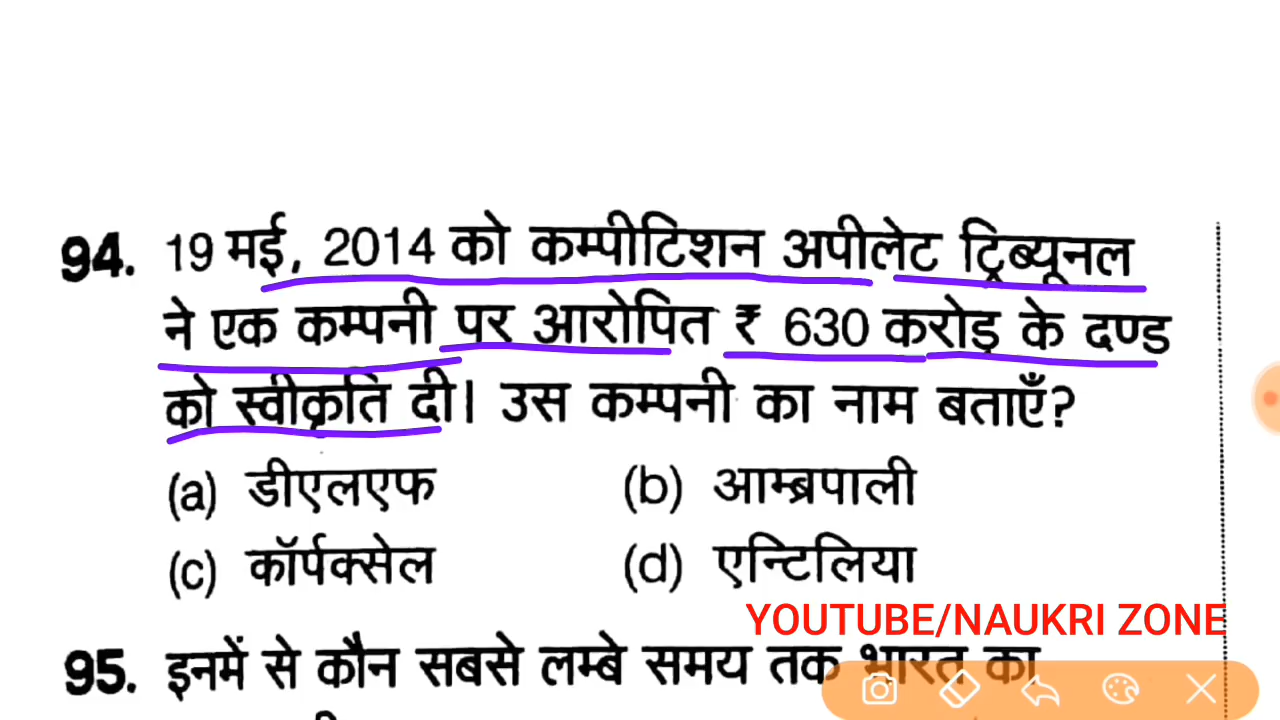 94. 19 मई, 2014 को कम्पीटिशन अपीलेट ट्रिब्यूनल
ने एक कम्पनी पर आरोपित ₹ 630 करोड़ के दण्ड
को स्वीकृति दी। उस कम्पनी का नाम बताएँ?
(a) डीएलएफ (b) आम्ब्रपाली
(c) कॉर्पक्सेल (d) एन्टिलिया
YOUTUBE/NAUKRI ZONE
95. इनमें से कौन सबसे लम्बे समय तक भारत का